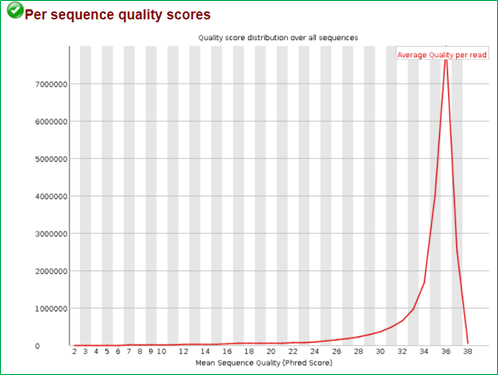 Per sequence quality scores
Quality score distribution over all sequences
Average Quality per read
7000000
6000000
5000000
4000000
3000000
2000000
1000000
0
2 3 4 5 6 7 8 9 10 12 14 16 18 20 22 24 26 28 30 32 34 36 38
Mean Sequence Quality (Phred Score)